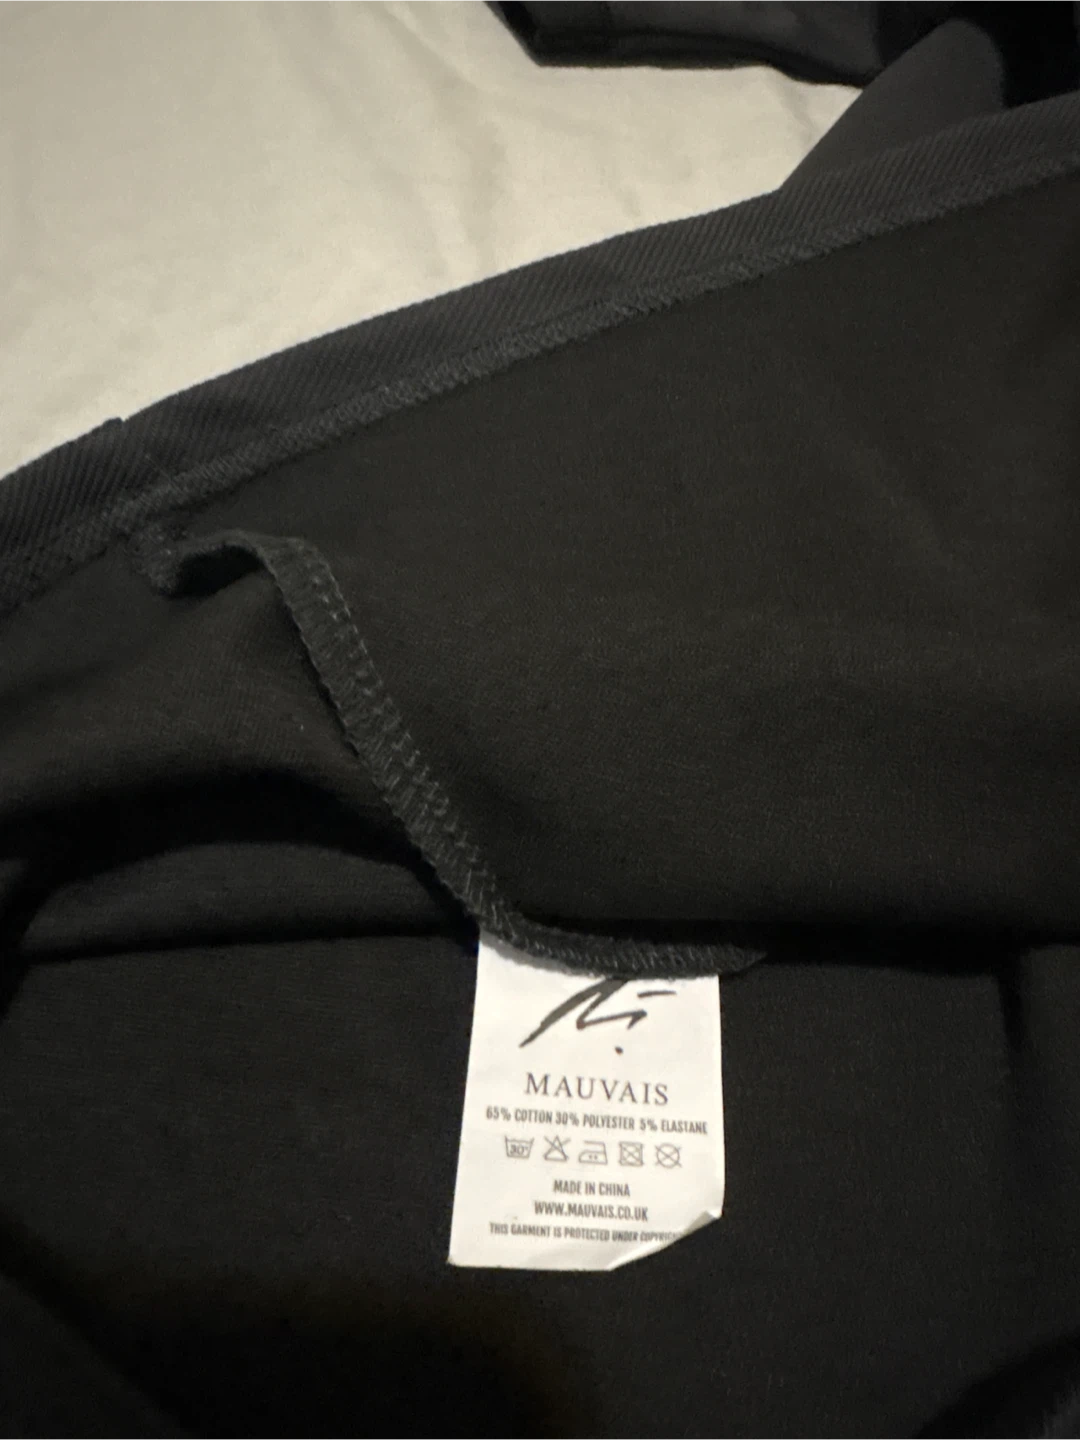 MAUVAIS
65% COTTON 30% POLYESTER 5% ELASTANE
30°
MADE IN CHINA
WWW.MAUVAIS.CO.UK
THIS GARMENT IS PROTECTED UNDER